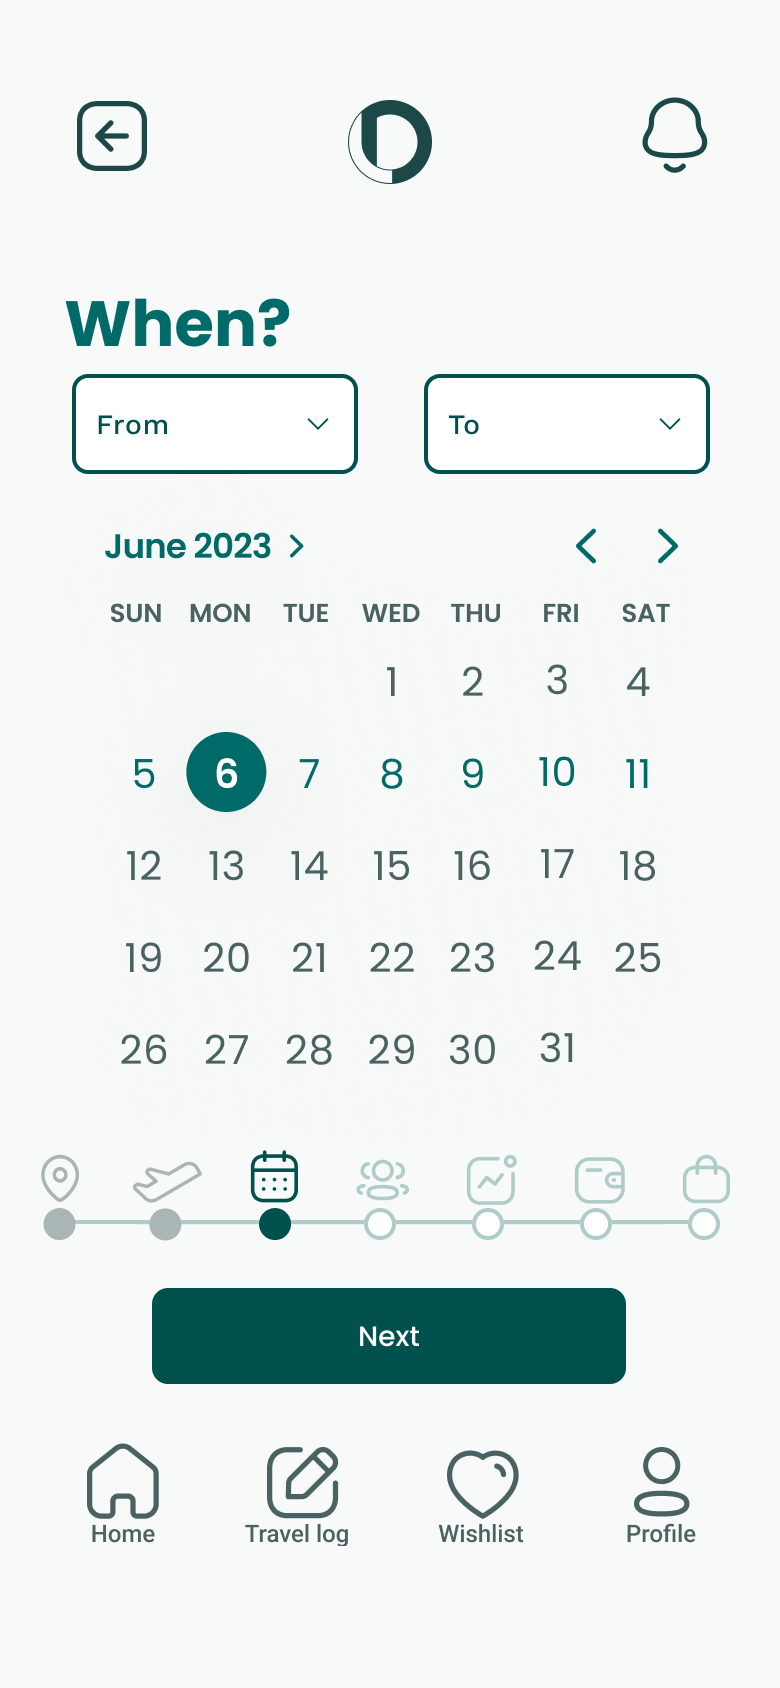 When?
From To
June 2023
SUN MON TUE WED THU FRI SAT
1 2 3 4
5 6 7 8 9 10 11
12 13 14 15 16 17 18
19 20 21 22 23 24 25
26 27 28 29 30 31
Next
Home Travel log Wishlist Profile